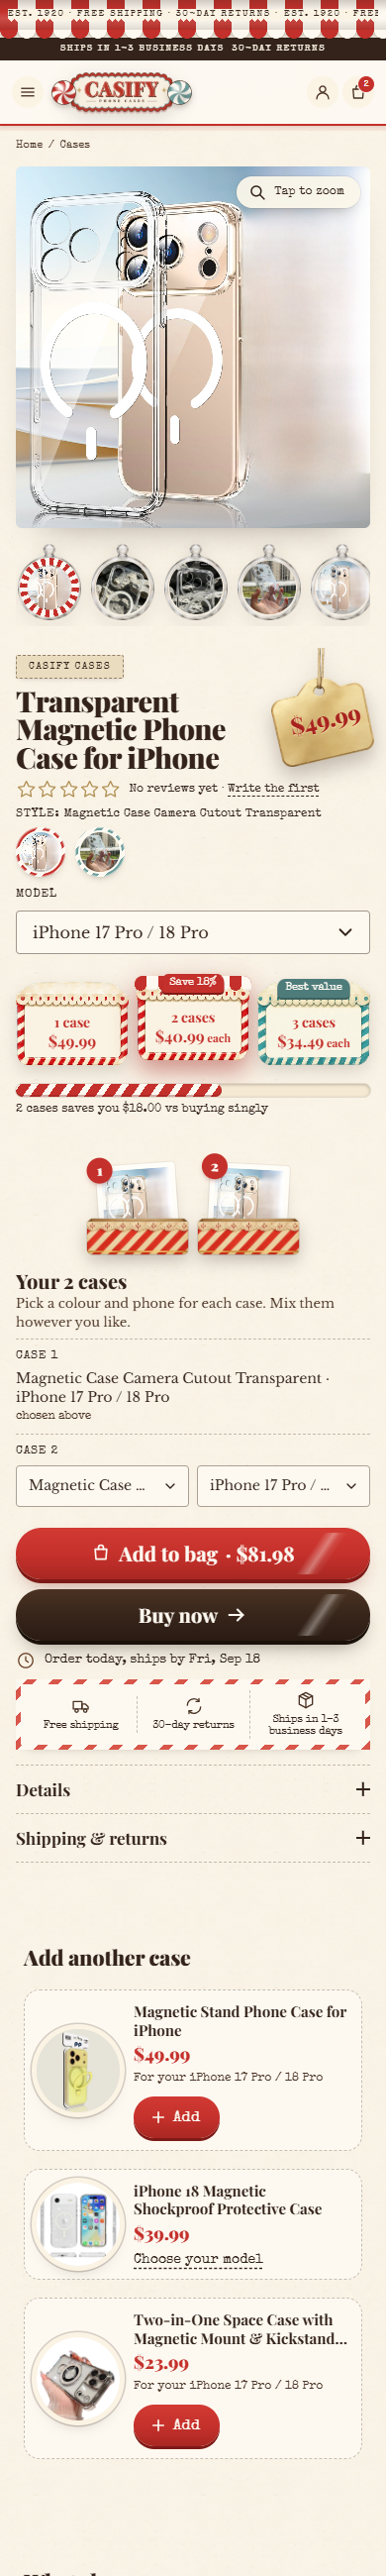 EST. 1920 · FREE SHIPPING · 30-DAY RETURNS · EST. 1920 · FREE
SHIPS IN 1-3 BUSINESS DAYS 30-DAY RETURNS
CASIFY
PHONE CASES
2
Home / Cases
Tap to zoom
CASIFY CASES
Transparent
Magnetic Phone
Case for iPhone
$49.99
No reviews yet · Write the first
STYLE: Magnetic Case Camera Cutout Transparent
MODEL
iPhone 17 Pro / 18 Pro
1 case
$49.99
Save 18%
2 cases
$40.99 each
Best value
3 cases
$34.49 each
2 cases saves you $18.00 vs buying singly
1
2
Your 2 cases
Pick a colour and phone for each case. Mix them
however you like.
CASE 1
Magnetic Case Camera Cutout Transparent ·
iPhone 17 Pro / 18 Pro
chosen above
CASE 2
Magnetic Case ...
iPhone 17 Pro / ...
Add to bag · $81.98
Buy now →
Order today, ships by Fri, Sep 18
Free shipping
30-day returns
Ships in 1-3
business days
Details
Shipping & returns
Add another case
Magnetic Stand Phone Case for
iPhone
$49.99
For your iPhone 17 Pro / 18 Pro
+ Add
iPhone 18 Magnetic
Shockproof Protective Case
$39.99
Choose your model
Two-in-One Space Case with
Magnetic Mount & Kickstand...
$23.99
For your iPhone 17 Pro / 18 Pro
+ Add